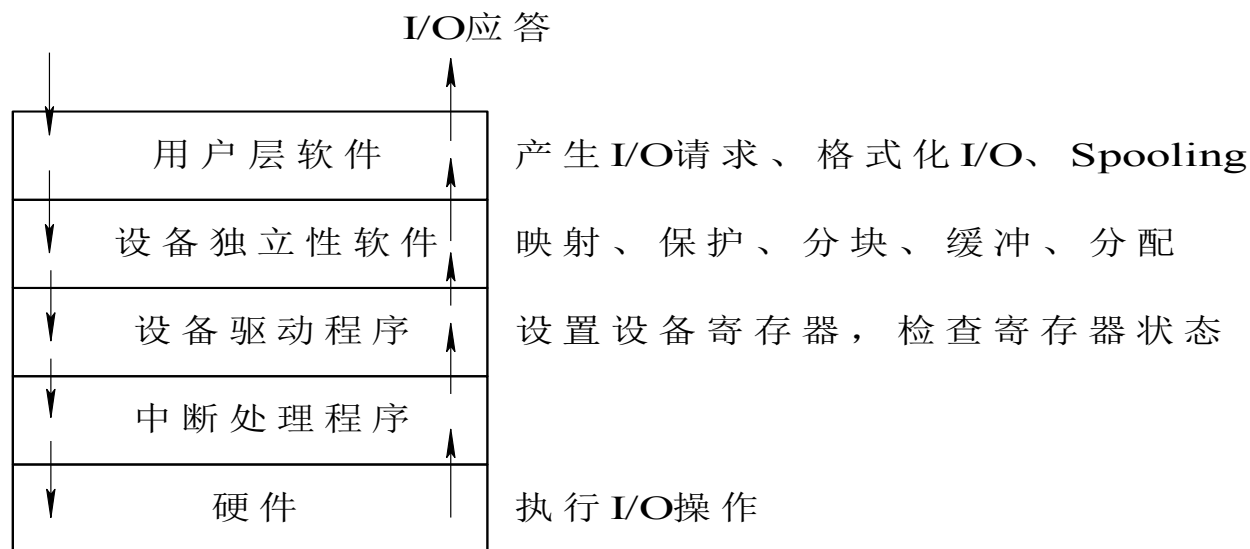 I/O应答
用户层软件 产生I/O请求、格式化I/O、Spooling
设备独立性软件 映射、保护、分块、缓冲、分配
设备驱动程序 设置设备寄存器，检查寄存器状态
中断处理程序
硬件 执行I/O操作